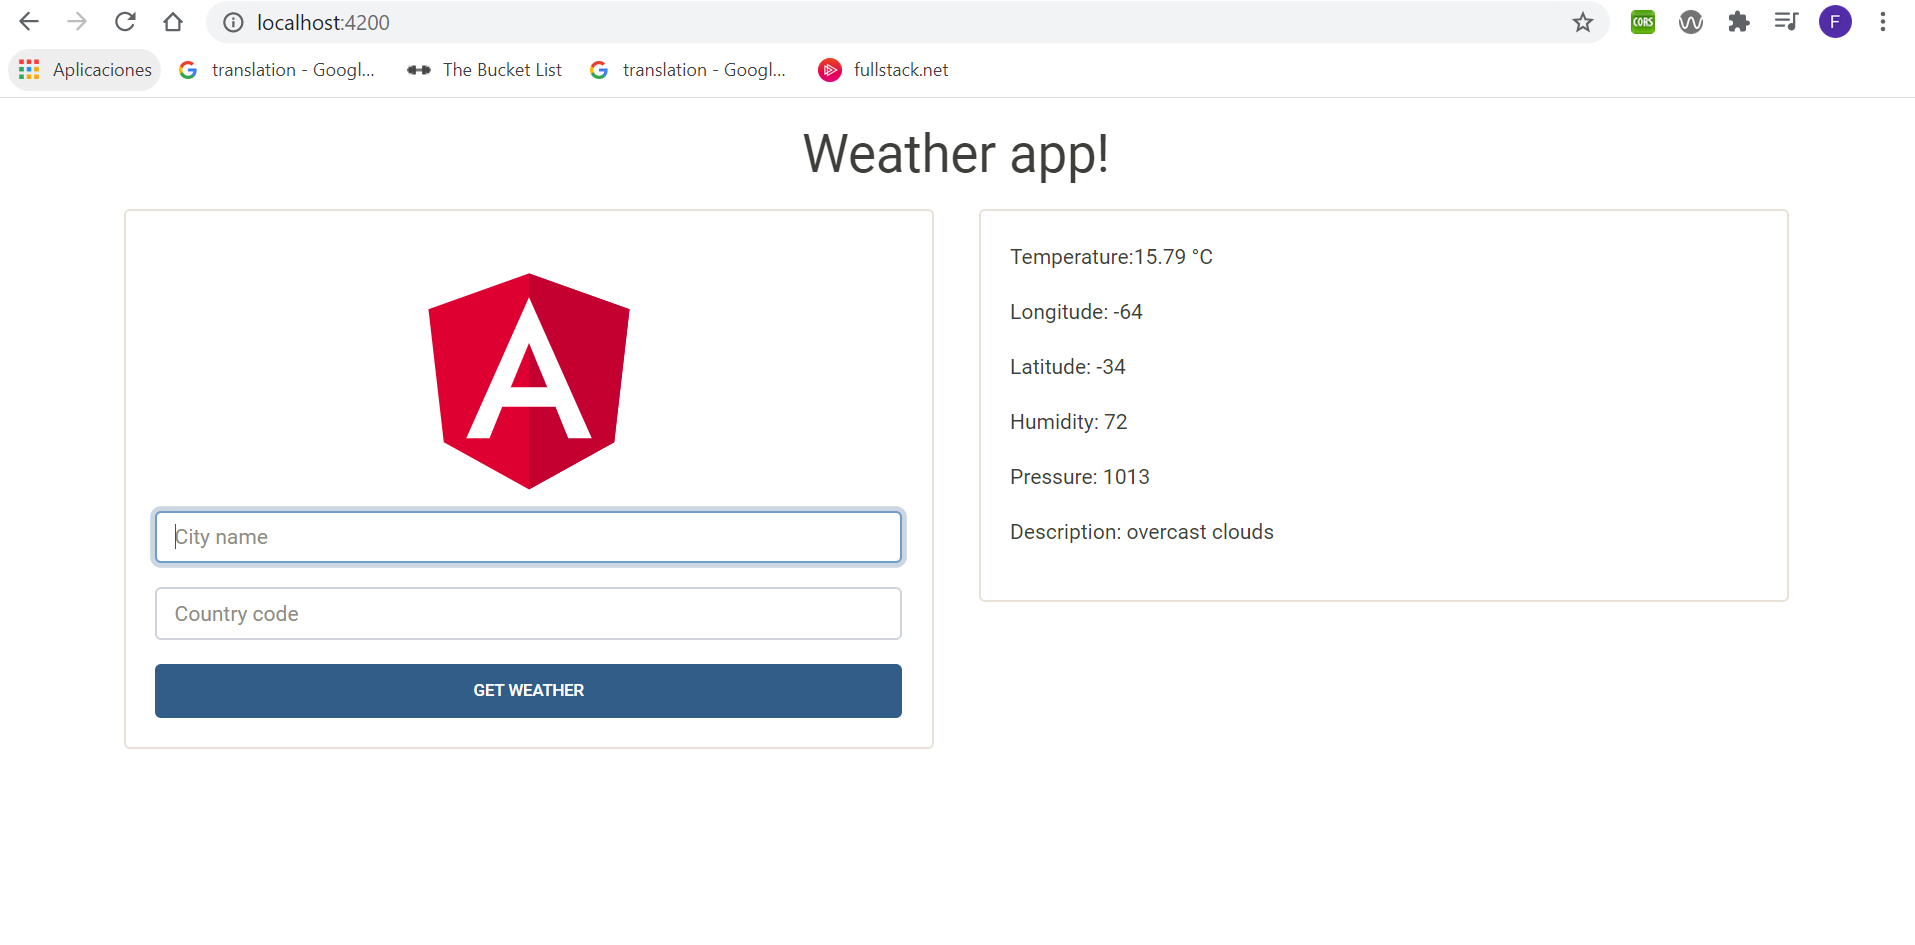 localhost:4200
CORS
F
Aplicaciones
translation - Googl...
The Bucket List
translation - Googl...
fullstack.net
Weather app!
A
City name
Country code
GET WEATHER
Temperature:15.79 °C
Longitude: -64
Latitude: -34
Humidity: 72
Pressure: 1013
Description: overcast clouds